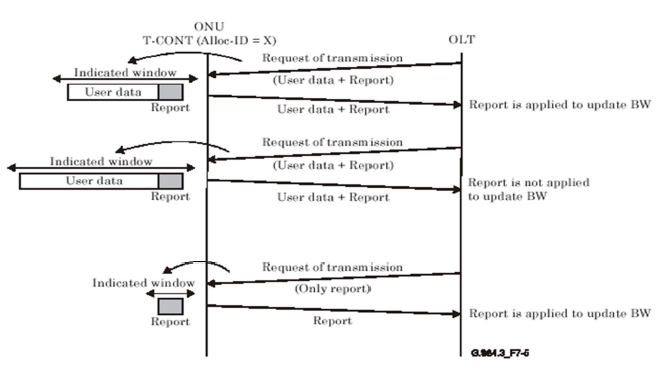 ONU
T-CONT (Alloc-ID = X)
OLT
Request of transmission
Indicated window
(User data + Report)
User data
Report
User data + Report
Report is applied to update BW
Request of transmission
Indicated window
(User data + Report)
User data
Report
User data + Report
Report is not applied
to update BW
Request of transmission
Indicated window
(Only report)
Report
Report
Report is applied to update BW
G.984.3_F7-5